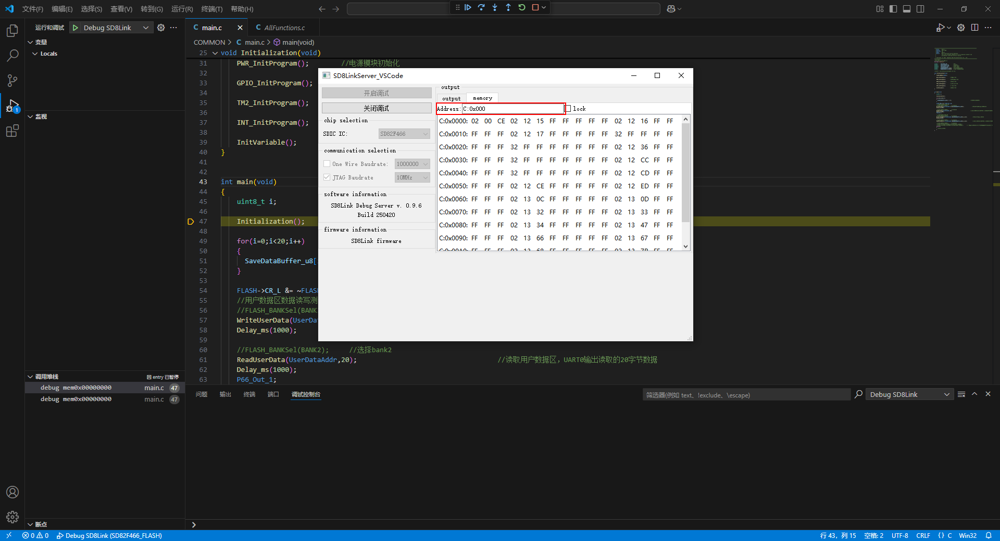 文件(F) 编辑(E) 选择(S) 查看(V) 转到(G) 运行(R) 终端(T) 帮助(H)
运行和调试 Debug SD8Link
变量
Locals
监视
调用堆栈 因 entry 已暂停
debug mem0x00000000 main.c 47
debug mem0x00000000 main.c 47
断点
main.c AllFunctions.c
COMMON > C main.c > main(void)
25 void Initialization(void)
31 PWR_InitProgram(); //电源模块初始化
32
33 GPIO_InitProgram();
34
35 TM2_InitProgram();
36
37 INT_InitProgram();
38
39 InitVariable();
40 }
41
42
43 int main(void)
44 {
45 uint8_t i;
46
47 Initialization();
48
49 for(i=0;i<20;i++)
50 {
51 SaveDataBuffer_u8[
52 }
53
54 FLASH->CR_L &= ~FLAS
55 //用户数据区数据读写测
56 //FLASH_BANKSel(BANK
57 WriteUserData(UserDa
58 Delay_ms(1000);
59
60 //FLASH_BANKSel(BANK2); //选择bank2
61 ReadUserData(UserDataAddr,20); //读取用户数据区，UART0输出读取的20字节数据
62 Delay_ms(1000);
63 P66_Out_1;
SD8LinkServer_VSCode
开启调试
关闭调试
chip selection
SDIC IC: SD82F466
communication selection
One Wire Baudrate: 1000000
JTAG Baudrate 10MHz
software information
SD8Link Debug Server v. 0.9.6
Build 250420
firmware information
SD8Link firmware
output
output memory
Address: C:0x000 lock
C:0x0000: 02 00 CE 02 12 15 FF FF FF FF FF 02 12 16 FF FF
C:0x0010: FF FF FF 02 12 17 FF FF FF FF FF 32 FF FF FF FF
C:0x0020: FF FF FF 32 FF FF FF FF FF FF FF 02 12 36 FF FF
C:0x0030: FF FF FF 32 FF FF FF FF FF FF FF 02 12 CC FF FF
C:0x0040: FF FF FF 32 FF FF FF FF FF FF FF 02 12 CD FF FF
C:0x0050: FF FF FF 02 12 CE FF FF FF FF FF 02 12 ED FF FF
C:0x0060: FF FF FF 02 13 0C FF FF FF FF FF 02 13 0D FF FF
C:0x0070: FF FF FF 02 13 32 FF FF FF FF FF 02 13 33 FF FF
C:0x0080: FF FF FF 02 13 34 FF FF FF FF FF 02 13 47 FF FF
C:0x0090: FF FF FF 02 13 66 FF FF FF FF FF 02 13 67 FF FF
C:0x00A0: FF FF FF 02 13 68 FF FF FF FF FF 02 13 7B FF FF
问题 输出 终端 端口 调试控制台
筛选器(例如 text、!exclude、\escape) Debug SD8Link
0 0 Debug SD8Link (SD82F466_FLASH)
行 43，列 15 空格: 2 UTF-8 CRLF {} C Win32